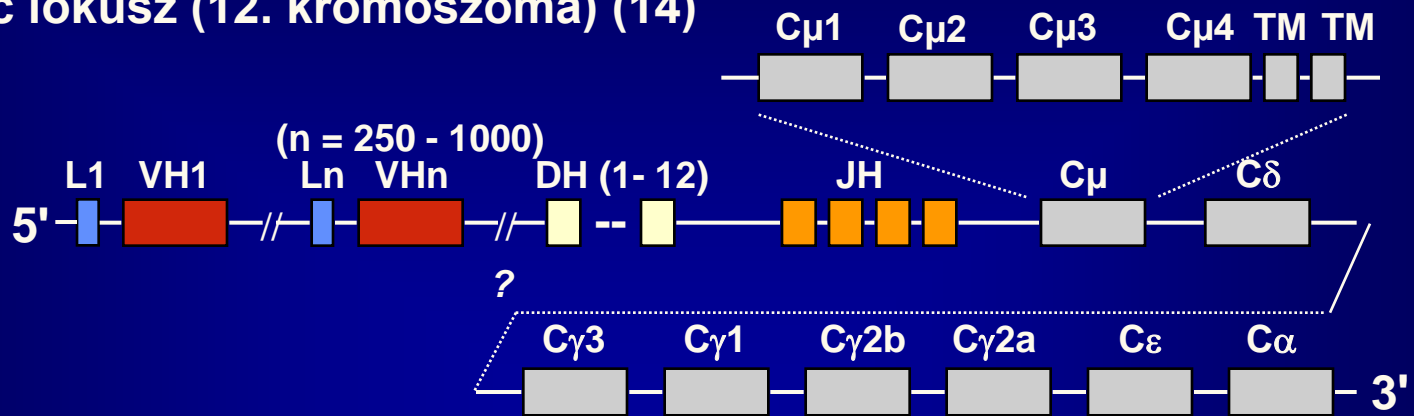 c lókusz (12. kromoszóma) (14)
Cµ1 Cµ2 Cµ3 Cµ4 TM TM
(n = 250 - 1000)
L1 VH1 Ln VHn DH (1- 12) JH Cµ Cδ
5' // // --
?
Cγ3 Cγ1 Cγ2b Cγ2a Cε Cα
3'